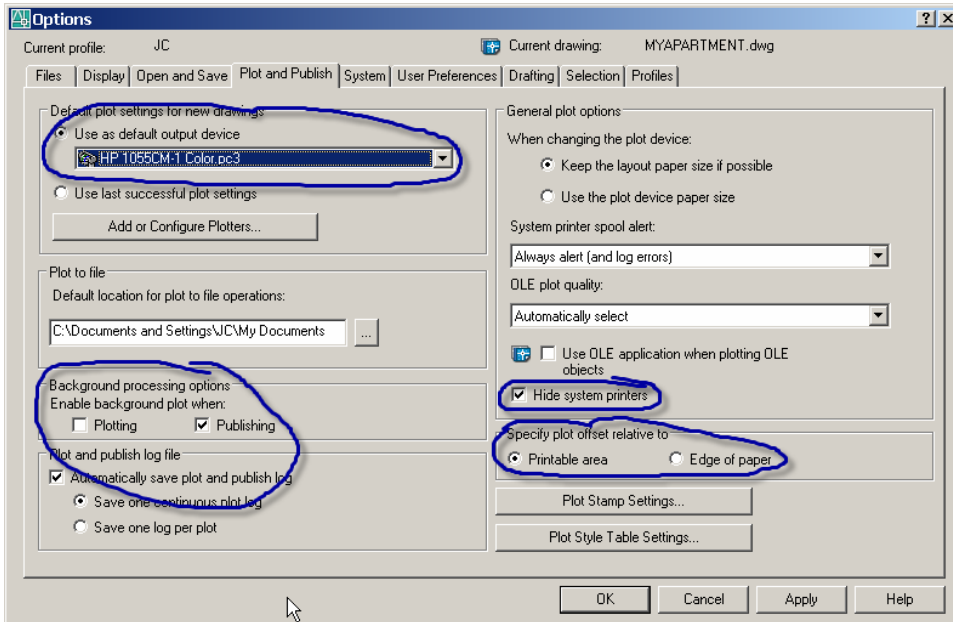 Options
Current profile: JC Current drawing: MYAPARTMENT.dwg
Files Display Open and Save Plot and Publish System User Preferences Drafting Selection Profiles
Default plot settings for new drawings
Use as default output device
HP 1055CM-1 Color.pc3
Use last successful plot settings
Add or Configure Plotters...
Plot to file
Default location for plot to file operations:
C:\Documents and Settings\JC\My Documents ...
Background processing options
Enable background plot when:
Plotting Publishing
Plot and publish log file
Automatically save plot and publish log
Save one continuous plot log
Save one log per plot
General plot options
When changing the plot device:
Keep the layout paper size if possible
Use the plot device paper size
System printer spool alert:
Always alert (and log errors)
OLE plot quality:
Automatically select
Use OLE application when plotting OLE
objects
Hide system printers
Specify plot offset relative to
Printable area Edge of paper
Plot Stamp Settings...
Plot Style Table Settings...
OK Cancel Apply Help